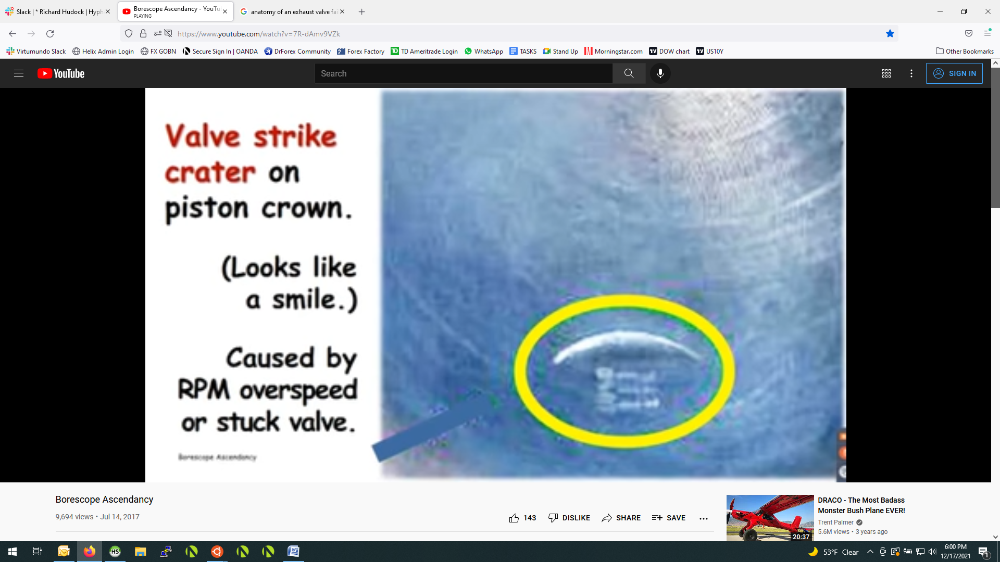 Slack | * Richard Hudock | Hyph
Borescope Ascendancy - YouTu
PLAYING
anatomy of an exhaust valve fai
https://www.youtube.com/watch?v=7R-dAmv9VZk
Virtumundo Slack
Helix Admin Login
FX GOBN
Secure Sign In | OANDA
DrForex Community
Forex Factory
TD Ameritrade Login
WhatsApp
TASKS
Stand Up
Morningstar.com
DOW chart
US10Y
Other Bookmarks
YouTube
Search
SIGN IN
Valve strike
crater on
piston crown.
(Looks like
a smile.)
Caused by
RPM overspeed
or stuck valve.
Borescope Ascendancy
Borescope Ascendancy
9,694 views • Jul 14, 2017
143
DISLIKE
SHARE
SAVE
DRACO - The Most Badass
Monster Bush Plane EVER!
Trent Palmer
5.6M views • 3 years ago
20:37
HS
53°F Clear
6:00 PM
12/17/2021
1